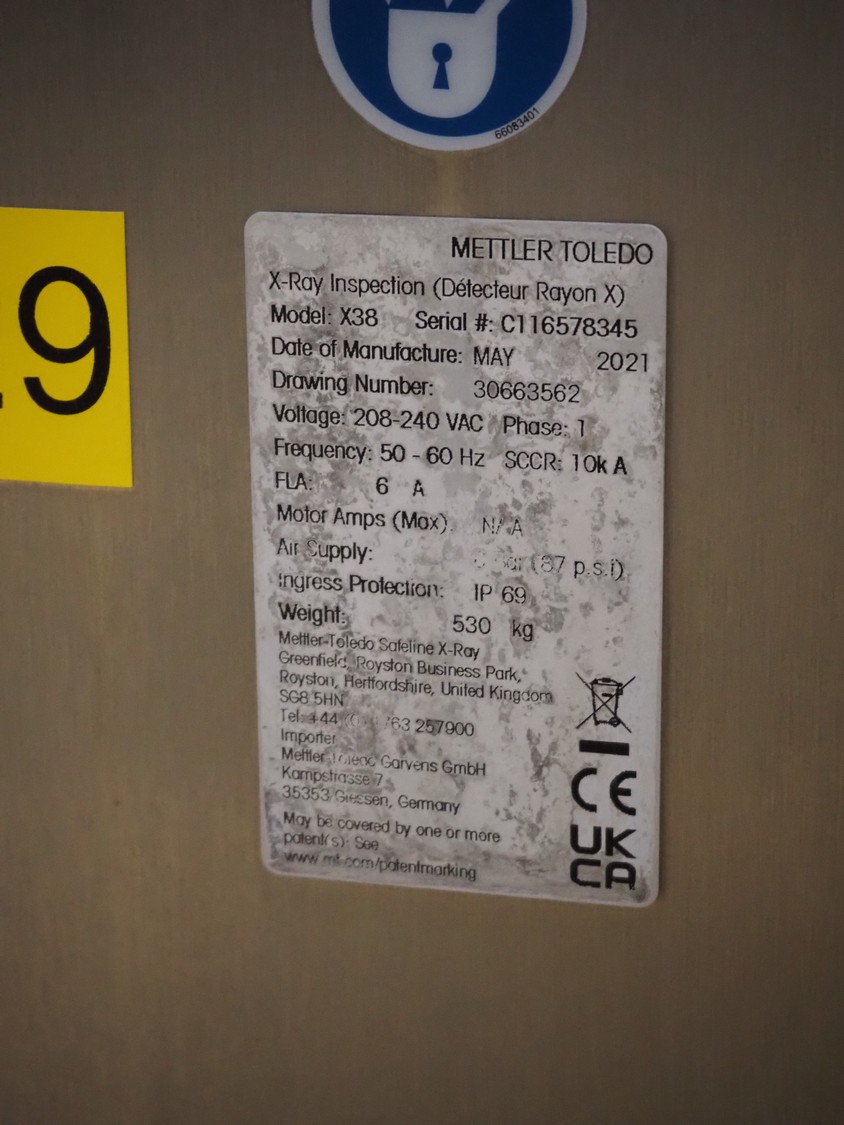 66083401
9
METTLER TOLEDO
X-Ray Inspection (Détecteur Rayon X)
Model: X38 Serial #: C116578345
Date of Manufacture: MAY 2021
Drawing Number: 30663562
Voltage: 208-240 VAC Phase: 1
Frequency: 50 - 60 Hz SCCR: 10k A
FLA: 6 A
Motor Amps (Max). N/A
Air Supply: (87 p.s.i)
Ingress Protection: IP 69
Weight: 530 kg
Mettler-Toledo Safeline X-Ray
Greenfield, Royston Business Park,
Royston, Hertfordshire, United Kingdom
SG8 5HN
Tel: +44 257900
Importer
Mettler Toledo Garvens GmbH
Kampstrasse 7
35353 Giessen, Germany
May be covered by one or more
patent(s): See
www.mt.com/patentmarking
CE
UK
CA